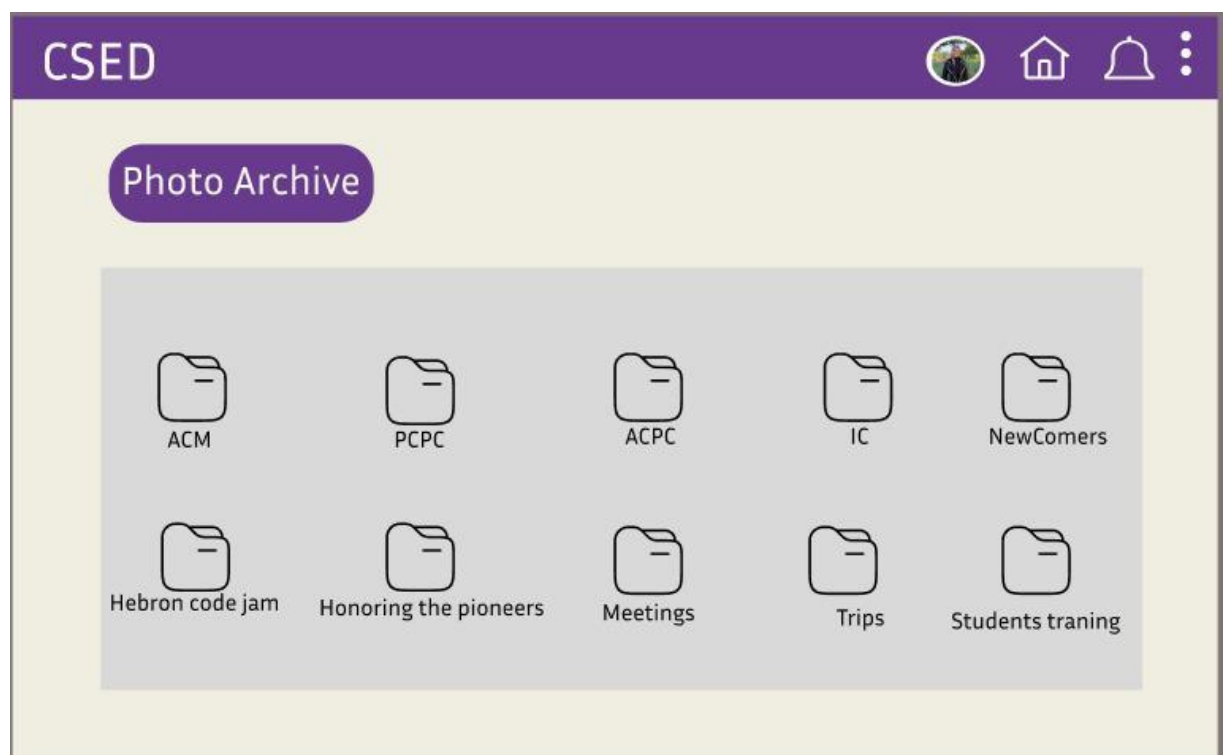 CSED
Photo Archive
ACM
PCPC
ACPC
IC
NewComers
Hebron code jam
Honoring the pioneers
Meetings
Trips
Students traning